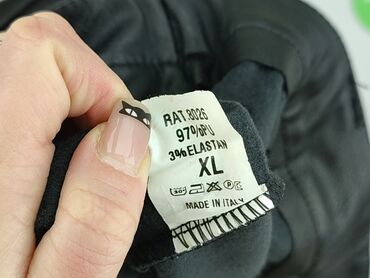 RAT.8026
97%PU
3%ELASTAN
XL
MADE IN ITALY